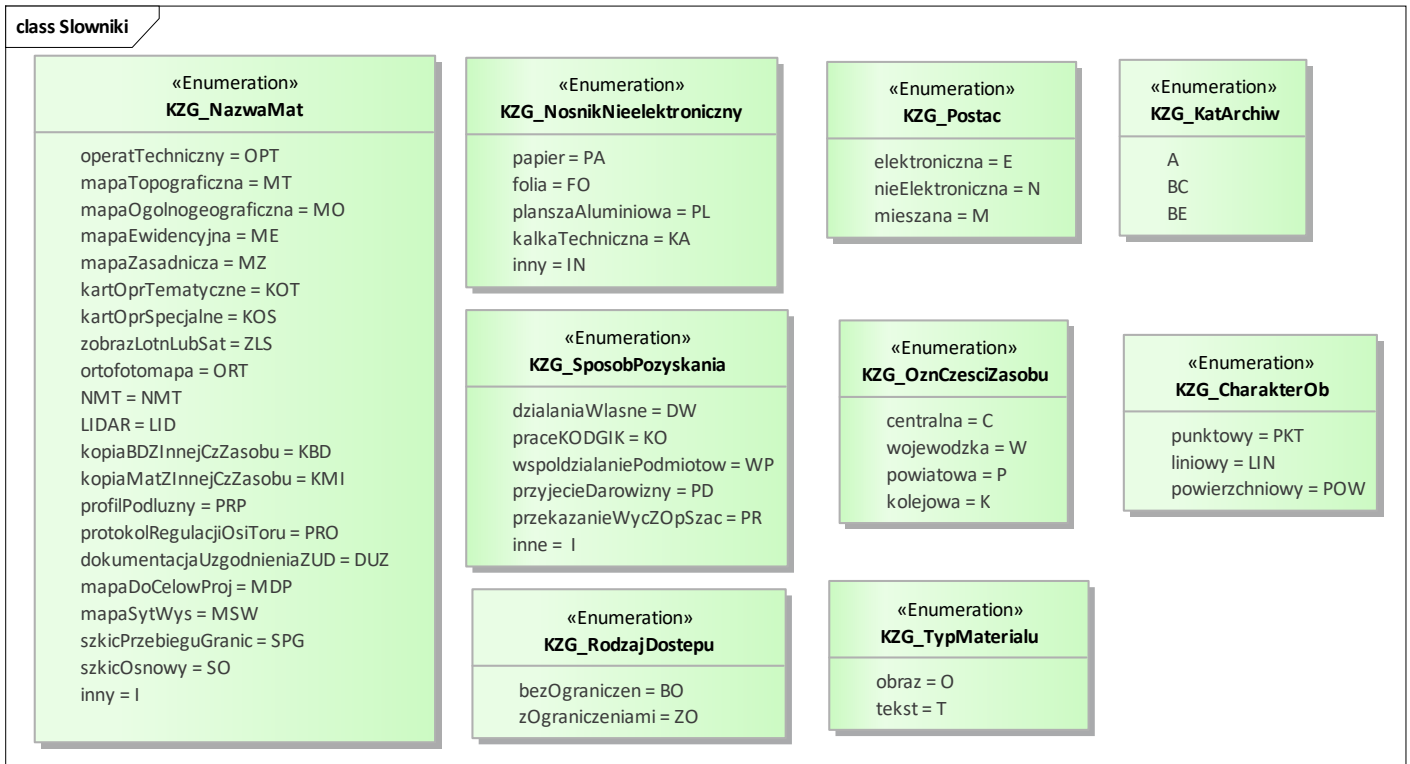 class Slowniki
«Enumeration»
KZG_NazwaMat
operatTechniczny = OPT
mapaTopograficzna = MT
mapaOgolnogeograficzna = MO
mapaEwidencyjna = ME
mapaZasadnicza = MZ
kartOprTematyczne = KOT
kartOprSpecjalne = KOS
zobrazLotnLubSat = ZLS
ortofotomapa = ORT
NMT = NMT
LIDAR = LID
kopiaBDZInnejCzZasobu = KBD
kopiaMatZInnejCzZasobu = KMI
profilPodluzny = PRP
protokolRegulacjiOsiToru = PRO
dokumentacjaUzgodnieniaZUD = DUZ
mapaDoCelowProj = MDP
mapaSytWys = MSW
szkicPrzebieguGranic = SPG
szkicOsnowy = SO
inny = I
«Enumeration»
KZG_NosnikNieelektroniczny
papier = PA
folia = FO
planszaAluminiowa = PL
kalkaTechniczna = KA
inny = IN
«Enumeration»
KZG_Postac
elektroniczna = E
nieElektroniczna = N
mieszana = M
«Enumeration»
KZG_KatArchiw
A
BC
BE
«Enumeration»
KZG_SposobPozyskania
dzialaniaWlasne = DW
praceKODGIK = KO
wspoldzialaniePodmiotow = WP
przyjecieDarowizny = PD
przekazanieWycZOpSzac = PR
inne = I
«Enumeration»
KZG_OznCzesciZasobu
centralna = C
wojewodzka = W
powiatowa = P
kolejowa = K
«Enumeration»
KZG_CharakterOb
punktowy = PKT
liniowy = LIN
powierzchniowy = POW
«Enumeration»
KZG_RodzajDostepu
bezOgraniczen = BO
zOgraniczeniami = ZO
«Enumeration»
KZG_TypMaterialu
obraz = O
tekst = T